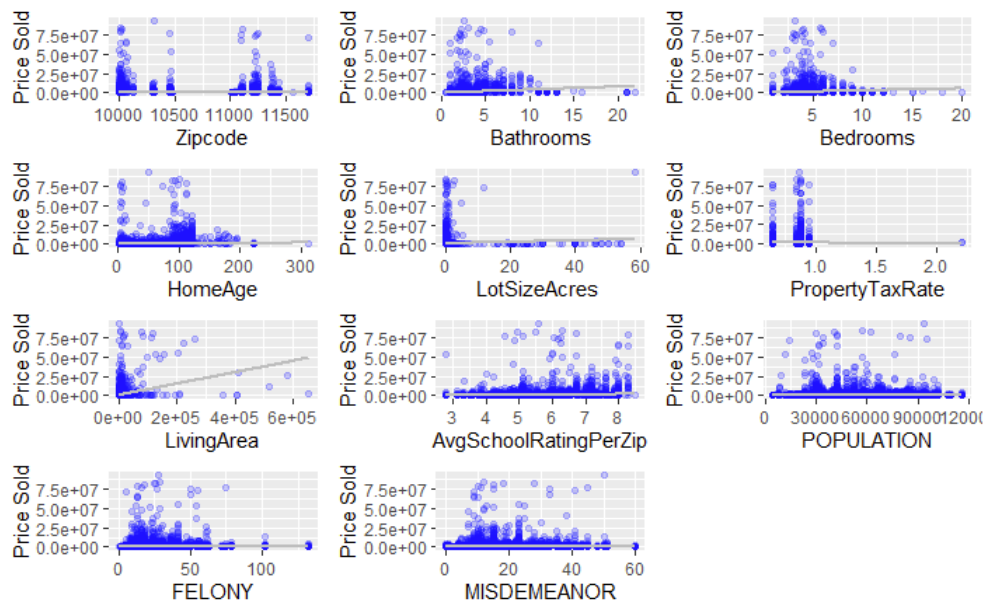 Price Sold
7.5e+07
5.0e+07
2.5e+07
0.0e+00
10000 10500 11000 11500
Zipcode
Price Sold
7.5e+07
5.0e+07
2.5e+07
0.0e+00
0 5 10 15 20
Bathrooms
Price Sold
7.5e+07
5.0e+07
2.5e+07
0.0e+00
5 10 15 20
Bedrooms
Price Sold
7.5e+07
5.0e+07
2.5e+07
0.0e+00
0 100 200 300
HomeAge
Price Sold
7.5e+07
5.0e+07
2.5e+07
0.0e+00
0 20 40 60
LotSizeAcres
Price Sold
7.5e+07
5.0e+07
2.5e+07
0.0e+00
1.0 1.5 2.0
PropertyTaxRate
Price Sold
7.5e+07
5.0e+07
2.5e+07
0.0e+00
0e+00 2e+05 4e+05 6e+05
LivingArea
Price Sold
7.5e+07
5.0e+07
2.5e+07
0.0e+00
3 4 5 6 7 8
AvgSchoolRatingPerZip
Price Sold
7.5e+07
5.0e+07
2.5e+07
0.0e+00
0 30000 60000 90000 12000
POPULATION
Price Sold
7.5e+07
5.0e+07
2.5e+07
0.0e+00
0 50 100
FELONY
Price Sold
7.5e+07
5.0e+07
2.5e+07
0.0e+00
0 20 40 60
MISDEMEANOR